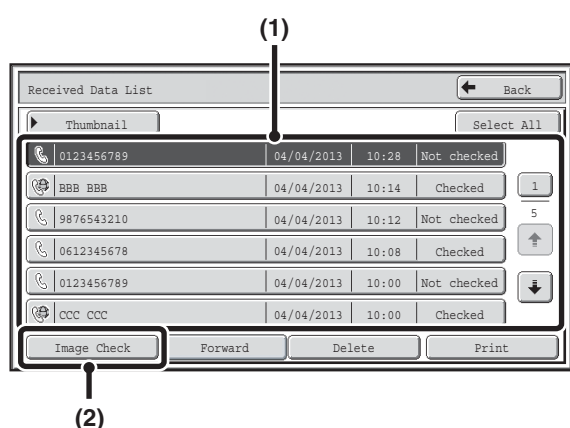 (1)
Received Data List Back
Thumbnail Select All
0123456789 04/04/2013 10:28 Not checked
BBB BBB 04/04/2013 10:14 Checked 1
9876543210 04/04/2013 10:12 Not checked 5
0612345678 04/04/2013 10:08 Checked
0123456789 04/04/2013 10:00 Not checked
CCC CCC 04/04/2013 10:00 Checked
Image Check Forward Delete Print
(2)